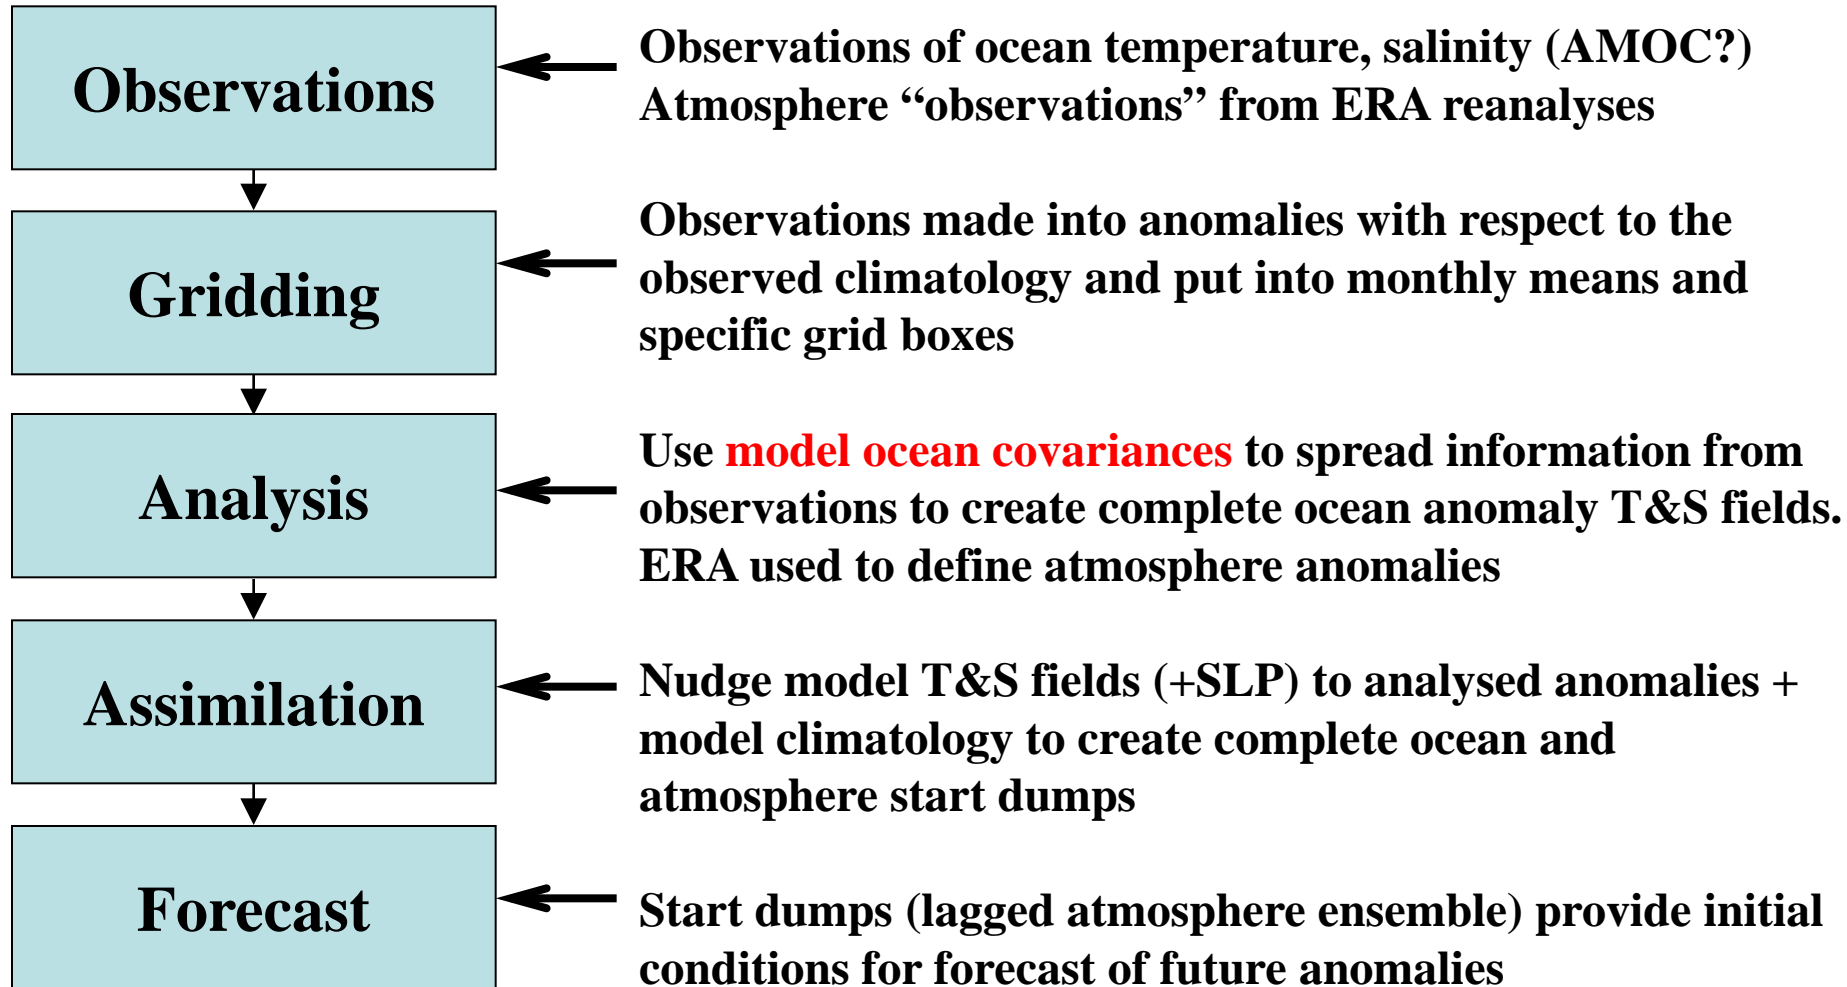 Observations
Observations of ocean temperature, salinity (AMOC?)
Atmosphere “observations” from ERA reanalyses
Gridding
Observations made into anomalies with respect to the
observed climatology and put into monthly means and
specific grid boxes
Analysis
Use model ocean covariances to spread information from
observations to create complete ocean anomaly T&S fields.
ERA used to define atmosphere anomalies
Assimilation
Nudge model T&S fields (+SLP) to analysed anomalies +
model climatology to create complete ocean and
atmosphere start dumps
Forecast
Start dumps (lagged atmosphere ensemble) provide initial
conditions for forecast of future anomalies